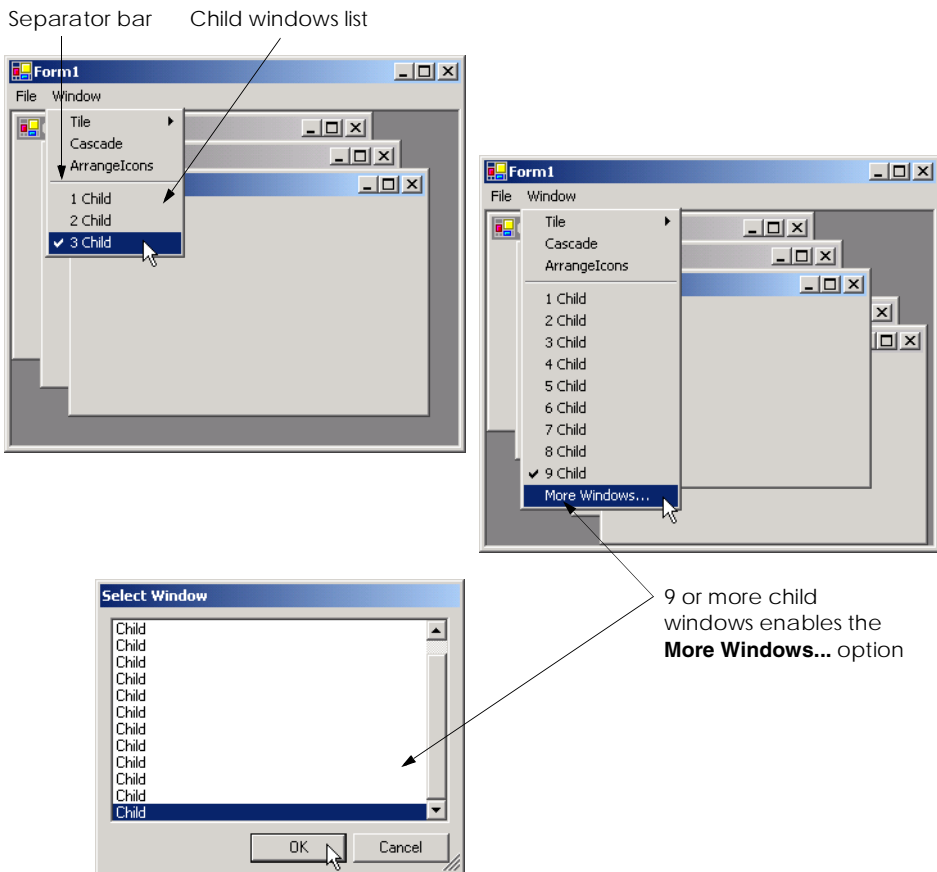 Separator bar
Child windows list
Form1
File Window
Tile
Cascade
ArrangeIcons
1 Child
2 Child
3 Child
Form1
File Window
Tile
Cascade
ArrangeIcons
1 Child
2 Child
3 Child
4 Child
5 Child
6 Child
7 Child
8 Child
9 Child
More Windows...
9 or more child
windows enables the
More Windows... option
Select Window
Child
Child
Child
Child
Child
Child
Child
Child
Child
Child
Child
Child
OK
Cancel